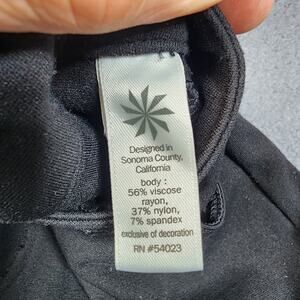 Designed in
Sonoma County,
California
body :
56% viscose
rayon,
37% nylon,
7% spandex
exclusive of decoration
RN #54023